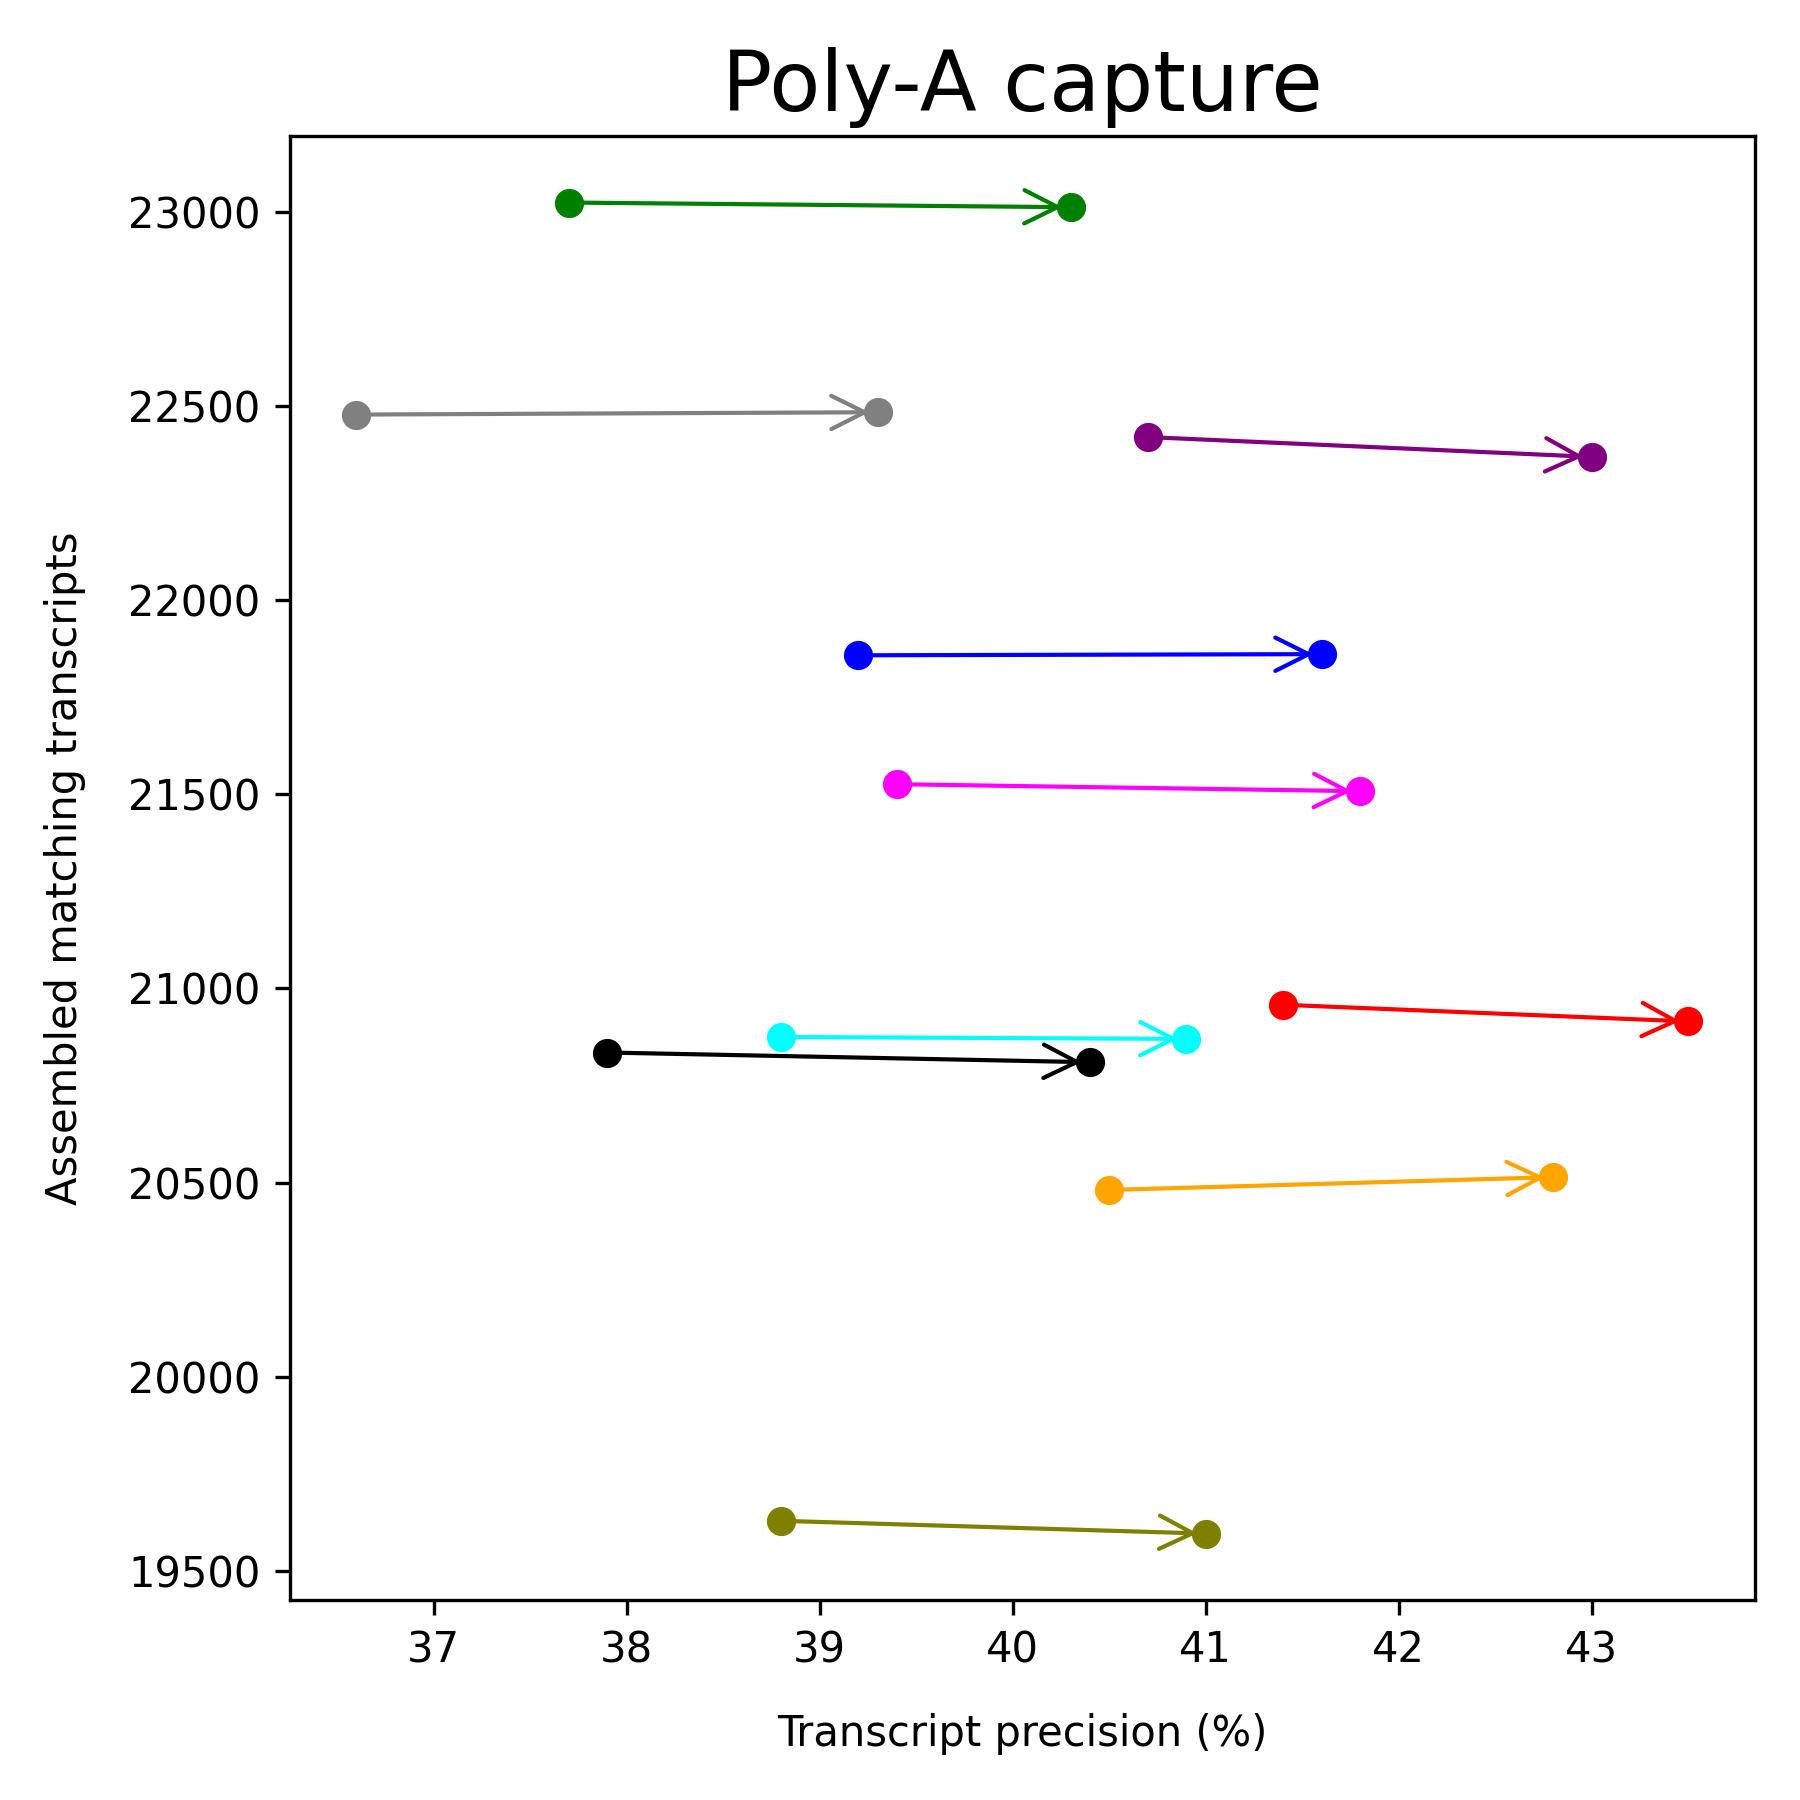 Poly-A capture
23000
22500
22000
21500
21000
20500
20000
19500
Assembled matching transcripts
37 38 39 40 41 42 43
Transcript precision (%)